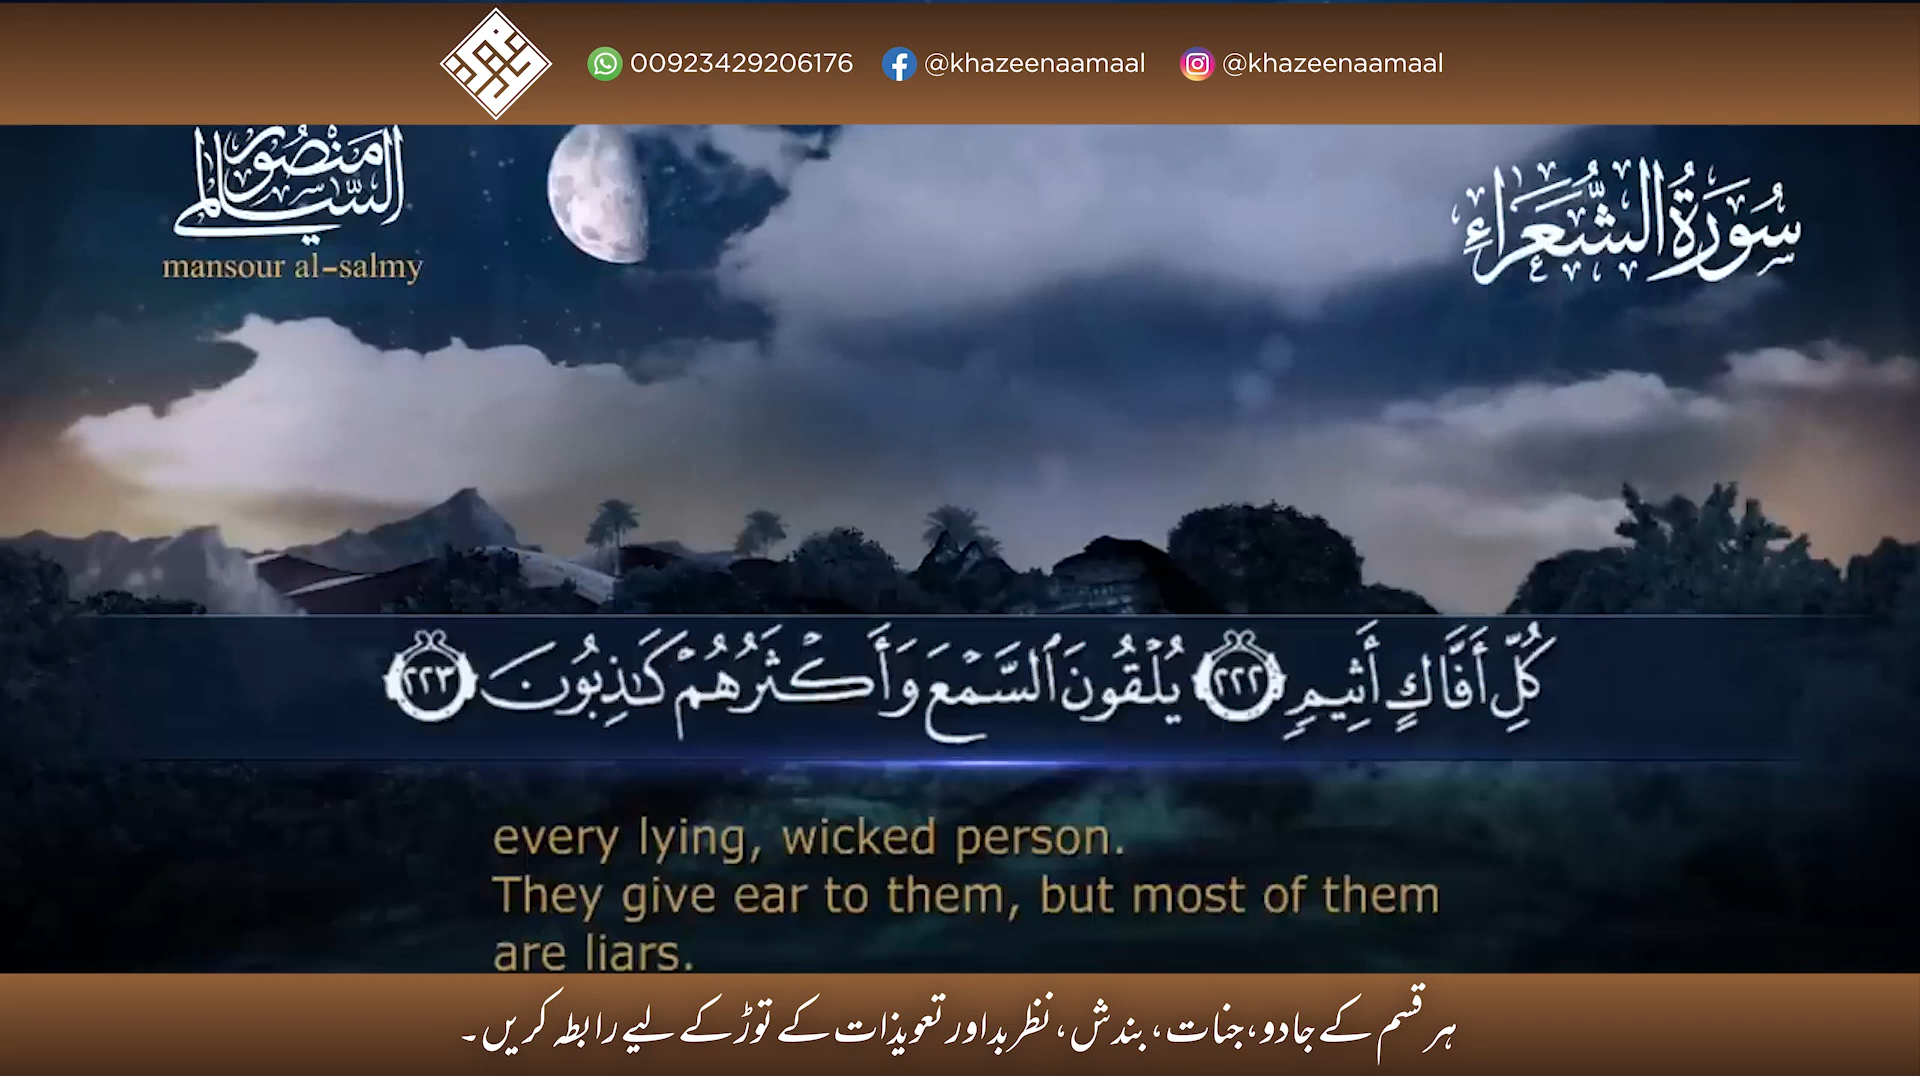 00923429206176 @khazeenaamaal @khazeenaamaal
منصور السالمي
mansour al-salmy
سُورَةُ الشُّعَرَاءِ
كُلِّ أَفَّاكٍ أَثِيمٍ ٢٢٢ يُلْقُونَ ٱلسَّمْعَ وَأَكْثَرُهُمْ كَـٰذِبُونَ ٢٢٣
every lying, wicked person.
They give ear to them, but most of them
are liars.
ہر قسم کے جادو، جنات، بندش، نظر بد اور تعویذات کے توڑ کے لیے رابطہ کریں۔